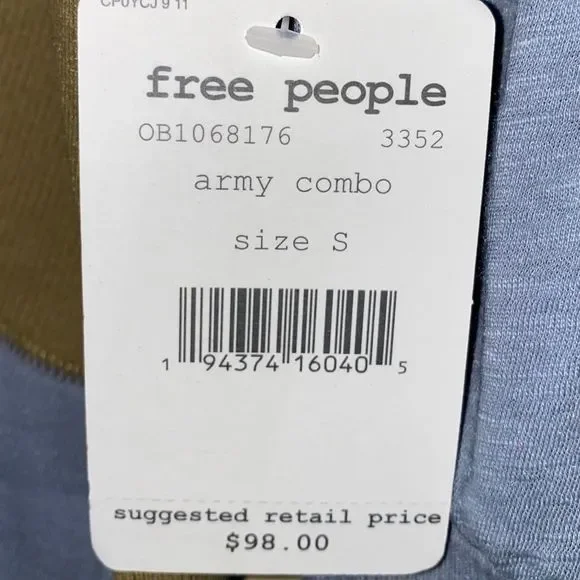 free people
OB1068176 3352
army combo
size S
1 94374 16040 5
suggested retail price
$98.00